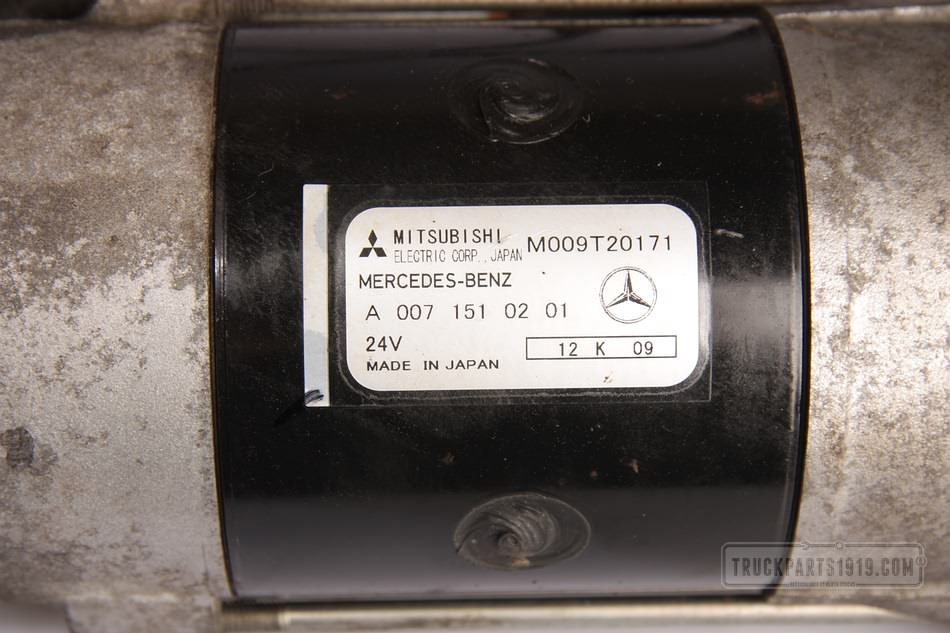 MITSUBISHI
ELECTRIC CORP., JAPAN
M009T20171
MERCEDES-BENZ
A 007 151 02 01
24V
12 K 09
MADE IN JAPAN
TRUCKPARTS1919.COM